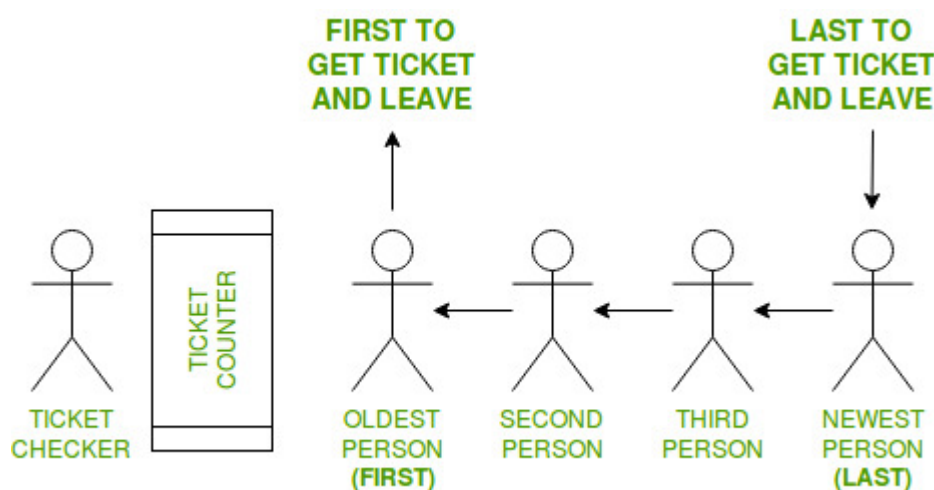 FIRST TO
GET TICKET
AND LEAVE
LAST TO
GET TICKET
AND LEAVE
TICKET
COUNTER
TICKET
CHECKER
OLDEST
PERSON
(FIRST)
SECOND
PERSON
THIRD
PERSON
NEWEST
PERSON
(LAST)